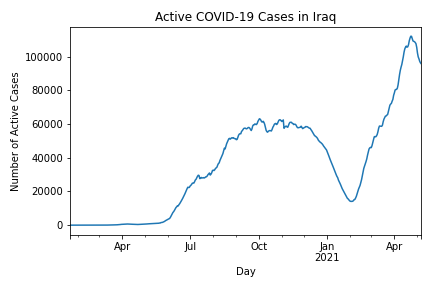 Active COVID-19 Cases in Iraq
Number of Active Cases
100000
80000
60000
40000
20000
0
Apr Jul Oct Jan Apr
2021
Day